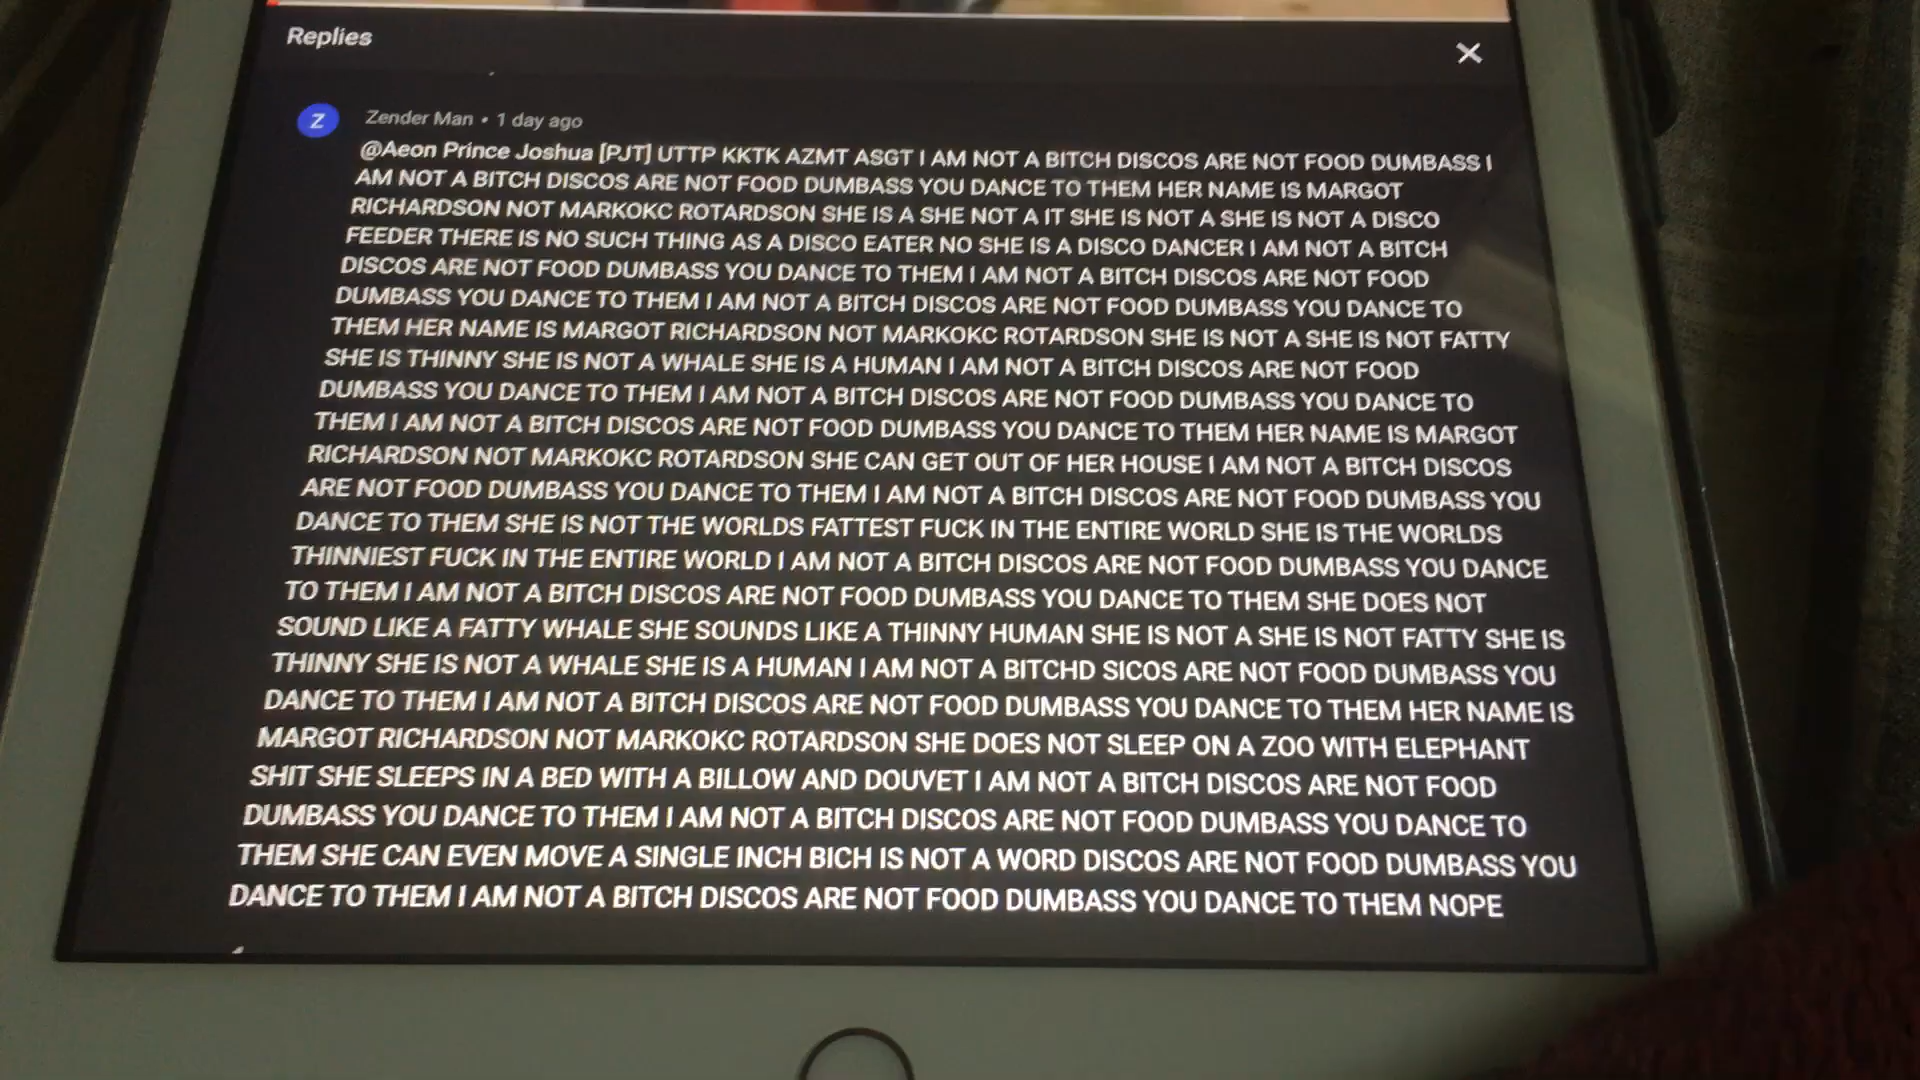 Replies
Z
Zender Man • 1 day ago
@Aeon Prince Joshua [PJT] UTTP KKTK AZMT ASGT I AM NOT A BITCH DISCOS ARE NOT FOOD DUMBASS I
AM NOT A BITCH DISCOS ARE NOT FOOD DUMBASS YOU DANCE TO THEM HER NAME IS MARGOT
RICHARDSON NOT MARKOKC ROTARDSON SHE IS A SHE NOT A IT SHE IS NOT A SHE IS NOT A DISCO
FEEDER THERE IS NO SUCH THING AS A DISCO EATER NO SHE IS A DISCO DANCER I AM NOT A BITCH
DISCOS ARE NOT FOOD DUMBASS YOU DANCE TO THEM I AM NOT A BITCH DISCOS ARE NOT FOOD
DUMBASS YOU DANCE TO THEM I AM NOT A BITCH DISCOS ARE NOT FOOD DUMBASS YOU DANCE TO
THEM HER NAME IS MARGOT RICHARDSON NOT MARKOKC ROTARDSON SHE IS NOT A SHE IS NOT FATTY
SHE IS THINNY SHE IS NOT A WHALE SHE IS A HUMAN I AM NOT A BITCH DISCOS ARE NOT FOOD
DUMBASS YOU DANCE TO THEM I AM NOT A BITCH DISCOS ARE NOT FOOD DUMBASS YOU DANCE TO
THEM I AM NOT A BITCH DISCOS ARE NOT FOOD DUMBASS YOU DANCE TO THEM HER NAME IS MARGOT
RICHARDSON NOT MARKOKC ROTARDSON SHE CAN GET OUT OF HER HOUSE I AM NOT A BITCH DISCOS
ARE NOT FOOD DUMBASS YOU DANCE TO THEM I AM NOT A BITCH DISCOS ARE NOT FOOD DUMBASS YOU
DANCE TO THEM SHE IS NOT THE WORLDS FATTEST FUCK IN THE ENTIRE WORLD SHE IS THE WORLDS
THINNIEST FUCK IN THE ENTIRE WORLD I AM NOT A BITCH DISCOS ARE NOT FOOD DUMBASS YOU DANCE
TO THEM I AM NOT A BITCH DISCOS ARE NOT FOOD DUMBASS YOU DANCE TO THEM SHE DOES NOT
SOUND LIKE A FATTY WHALE SHE SOUNDS LIKE A THINNY HUMAN SHE IS NOT A SHE IS NOT FATTY SHE IS
THINNY SHE IS NOT A WHALE SHE IS A HUMAN I AM NOT A BITCHD SICOS ARE NOT FOOD DUMBASS YOU
DANCE TO THEM I AM NOT A BITCH DISCOS ARE NOT FOOD DUMBASS YOU DANCE TO THEM HER NAME IS
MARGOT RICHARDSON NOT MARKOKC ROTARDSON SHE DOES NOT SLEEP ON A ZOO WITH ELEPHANT
SHIT SHE SLEEPS IN A BED WITH A BILLOW AND DOUVET I AM NOT A BITCH DISCOS ARE NOT FOOD
DUMBASS YOU DANCE TO THEM I AM NOT A BITCH DISCOS ARE NOT FOOD DUMBASS YOU DANCE TO
THEM SHE CAN EVEN MOVE A SINGLE INCH BICH IS NOT A WORD DISCOS ARE NOT FOOD DUMBASS YOU
DANCE TO THEM I AM NOT A BITCH DISCOS ARE NOT FOOD DUMBASS YOU DANCE TO THEM NOPE